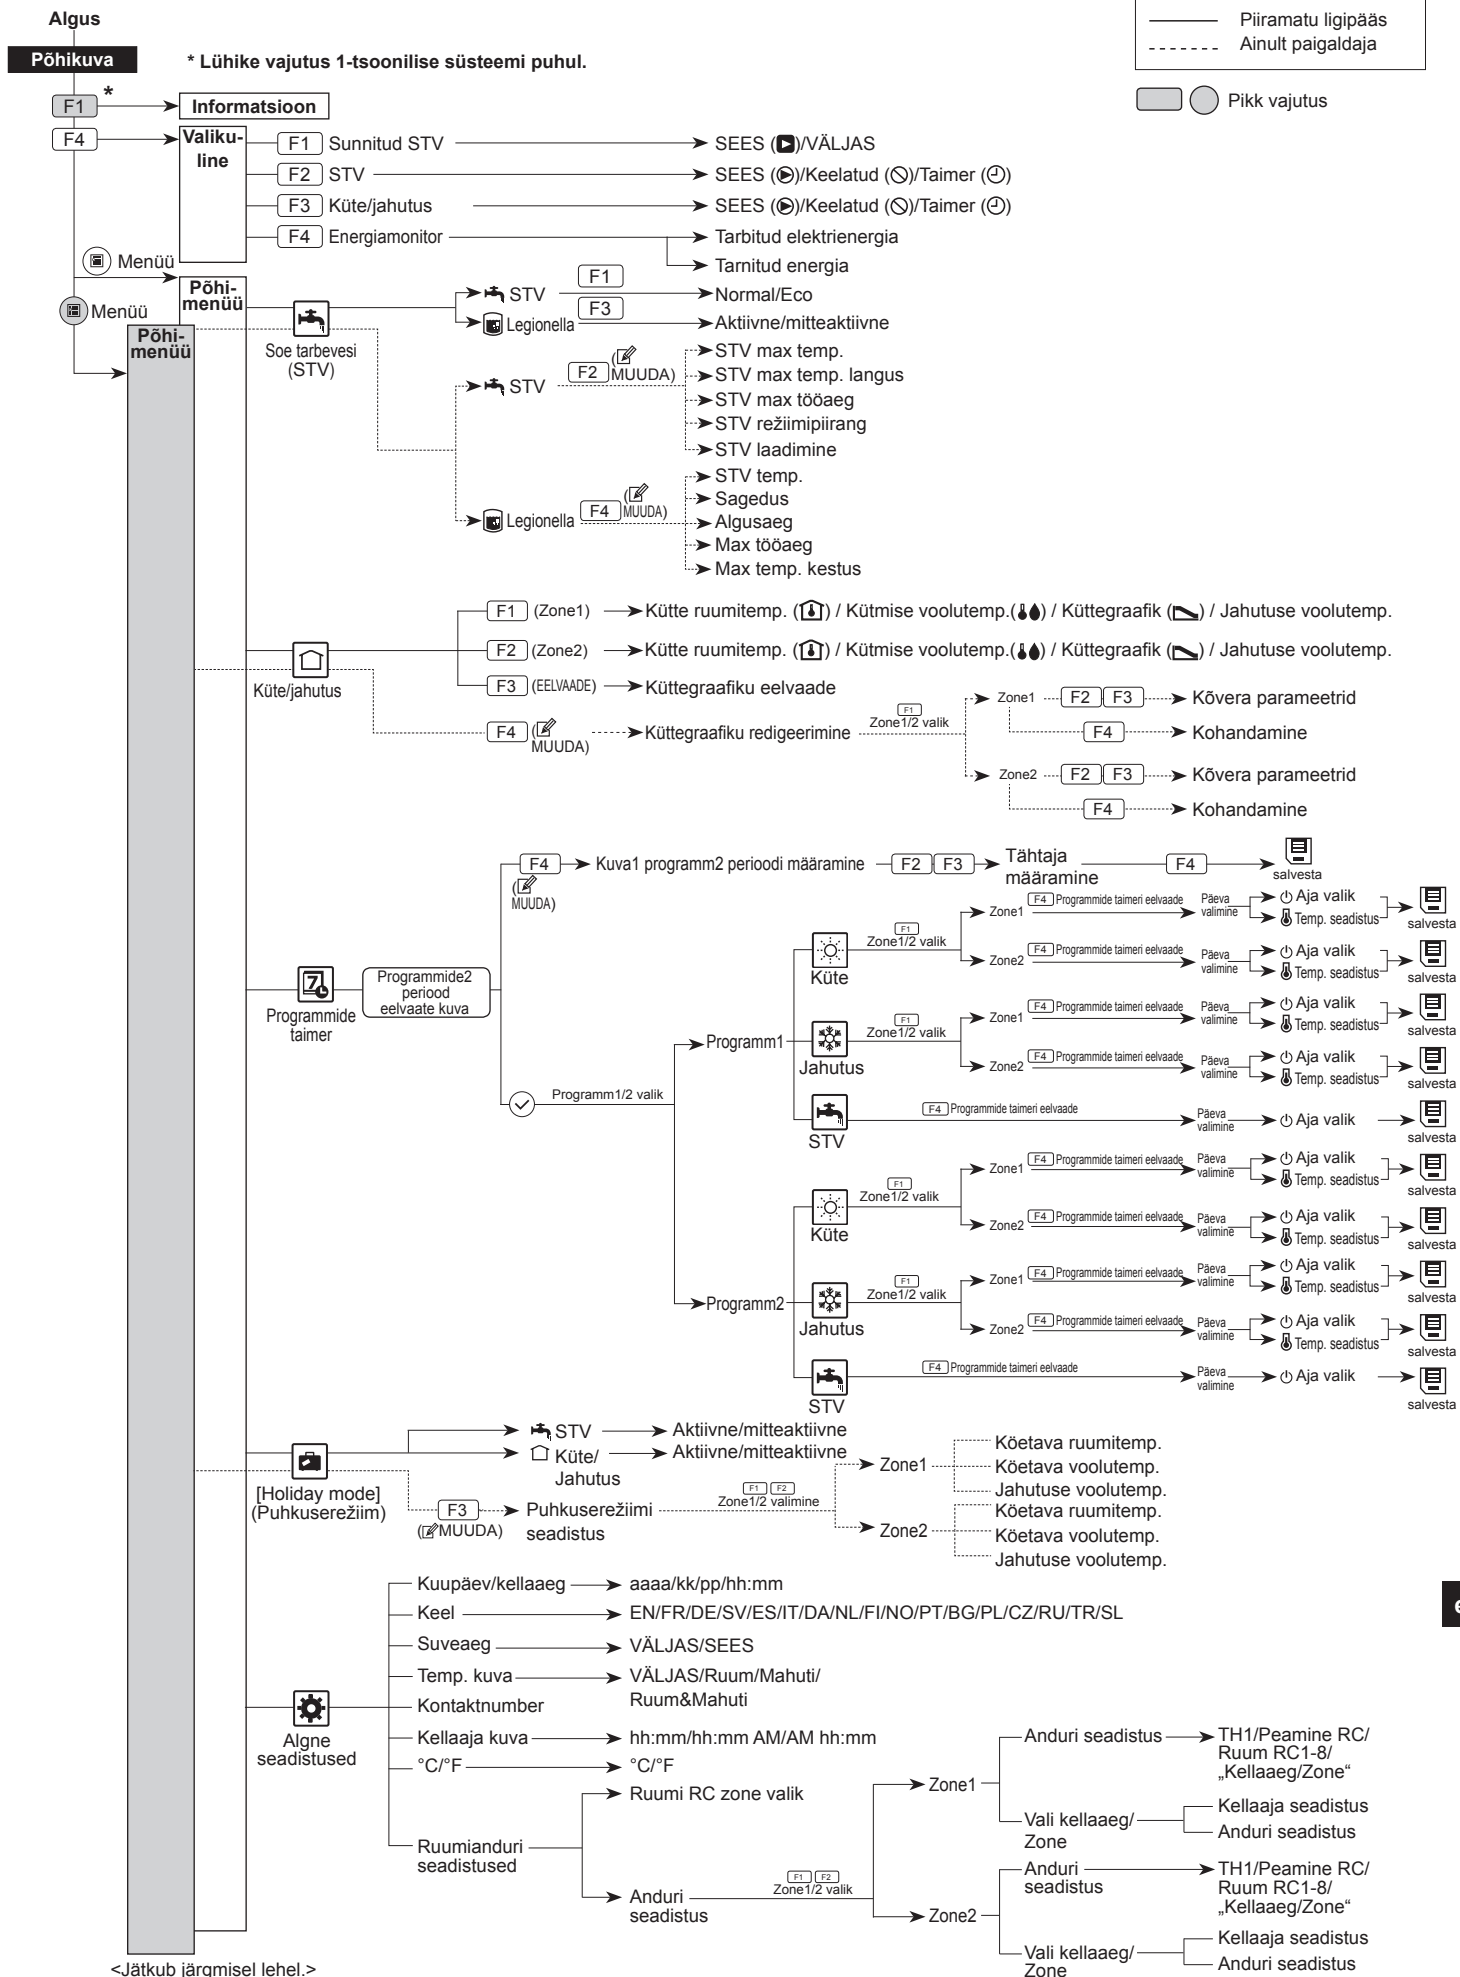 Algus
Piiramatu ligipääs
Ainult paigaldaja
Põhikuva
* Lühike vajutus 1-tsoonilise süsteemi puhul.
Pikk vajutus
F1 * Informatsioon
F4 Valiku-
line
F1 Sunnitud STV SEES ( )/VÄLJAS
F2 STV SEES ( )/Keelatud ( )/Taimer ( )
F3 Küte/jahutus SEES ( )/Keelatud ( )/Taimer ( )
F4 Energiamonitor Tarbitud elektrienergia
Tarnitud energia
Menüü
Põhi-
menüü
Menüü
Põhi-
menüü
Soe tarbevesi
(STV)
STV F1 Normal/Eco
Legionella F3 Aktiivne/mitteaktiivne
STV F2 ( MUUDA)
STV max temp.
STV max temp. langus
STV max tööaeg
STV režiimipiirang
STV laadimine
Legionella F4 ( MUUDA)
STV temp.
Sagedus
Algusaeg
Max tööaeg
Max temp. kestus
Küte/jahutus
F1 (Zone1) Kütte ruumitemp. ( ) / Kütmise voolutemp.( ) / Küttegraafik ( ) / Jahutuse voolutemp.
F2 (Zone2) Kütte ruumitemp. ( ) / Kütmise voolutemp.( ) / Küttegraafik ( ) / Jahutuse voolutemp.
F3 (EELVAADE) Küttegraafiku eelvaade
F4 ( MUUDA) Küttegraafiku redigeerimine F1 Zone1/2 valik
Zone1 F2 F3 Kõvera parameetrid
F4 Kohandamine
Zone2 F2 F3 Kõvera parameetrid
F4 Kohandamine
Programmide
taimer
Programmide2
periood
eelvaate kuva
F4 ( MUUDA) Kuva1 programm2 perioodi määramine F2 F3 Tähtaja
määramine F4 salvesta
Programm1/2 valik
Programm1
Küte F1 Zone1/2 valik
Zone1 F4 Programmide taimeri eelvaade Päeva valimine Aja valik Temp. seadistus salvesta
Zone2 F4 Programmide taimeri eelvaade Päeva valimine Aja valik Temp. seadistus salvesta
Jahutus F1 Zone1/2 valik
Zone1 F4 Programmide taimeri eelvaade Päeva valimine Aja valik Temp. seadistus salvesta
Zone2 F4 Programmide taimeri eelvaade Päeva valimine Aja valik Temp. seadistus salvesta
STV F4 Programmide taimeri eelvaade Päeva valimine Aja valik salvesta
Programm2
Küte F1 Zone1/2 valik
Zone1 F4 Programmide taimeri eelvaade Päeva valimine Aja valik Temp. seadistus salvesta
Zone2 F4 Programmide taimeri eelvaade Päeva valimine Aja valik Temp. seadistus salvesta
Jahutus F1 Zone1/2 valik
Zone1 F4 Programmide taimeri eelvaade Päeva valimine Aja valik Temp. seadistus salvesta
Zone2 F4 Programmide taimeri eelvaade Päeva valimine Aja valik Temp. seadistus salvesta
STV F4 Programmide taimeri eelvaade Päeva valimine Aja valik salvesta
[Holiday mode]
(Puhkuserežiim)
STV Aktiivne/mitteaktiivne
Küte/
Jahutus Aktiivne/mitteaktiivne
F3 ( MUUDA) Puhkuserežiimi
seadistus F1 F2 Zone1/2 valimine
Zone1
Köetava ruumitemp.
Köetava voolutemp.
Jahutuse voolutemp.
Zone2
Köetava ruumitemp.
Köetava voolutemp.
Jahutuse voolutemp.
Algne
seadistused
Kuupäev/kellaaeg aaaa/kk/pp/hh:mm
Keel EN/FR/DE/SV/ES/IT/DA/NL/FI/NO/PT/BG/PL/CZ/RU/TR/SL
Suveaeg VÄLJAS/SEES
Temp. kuva VÄLJAS/Ruum/Mahuti/
Ruum&Mahuti
Kontaktnumber
Kellaaja kuva hh:mm/hh:mm AM/AM hh:mm
°C/°F °C/°F
Ruumianduri
seadistused
Ruumi RC zone valik
Anduri
seadistus F1 F2 Zone1/2 valik
Zone1
Anduri seadistus TH1/Peamine RC/
Ruum RC1-8/
„Kellaaeg/Zone“
Vali kellaaeg/
Zone
Kellaaja seadistus
Anduri seadistus
Zone2
Anduri
seadistus TH1/Peamine RC/
Ruum RC1-8/
„Kellaaeg/Zone“
Vali kellaaeg/
Zone
Kellaaja seadistus
Anduri seadistus
<Jätkub järgmisel lehel.>